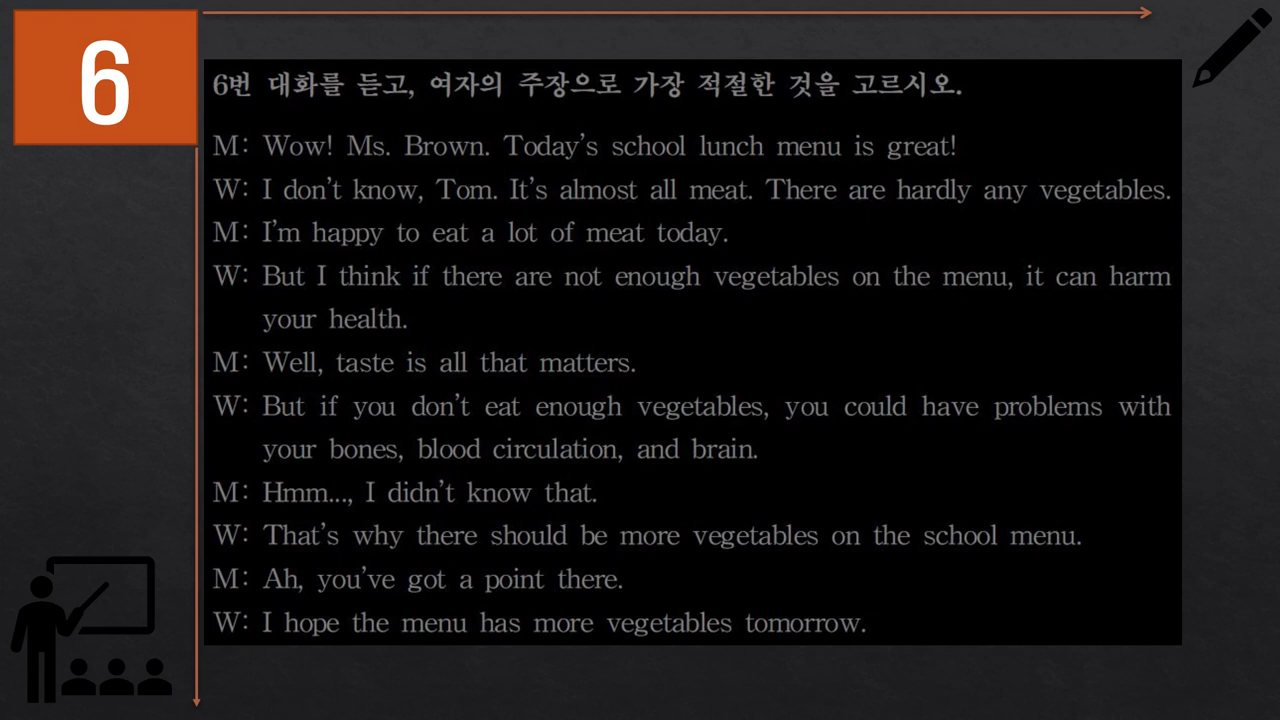 6
6번 대화를 듣고, 여자의 주장으로 가장 적절한 것을 고르시오.
M: Wow! Ms. Brown. Today's school lunch menu is great!
W: I don't know, Tom. It's almost all meat. There are hardly any vegetables.
M: I'm happy to eat a lot of meat today.
W: But I think if there are not enough vegetables on the menu, it can harm
your health.
M: Well, taste is all that matters.
W: But if you don't eat enough vegetables, you could have problems with
your bones, blood circulation, and brain.
M: Hmm..., I didn't know that.
W: That's why there should be more vegetables on the school menu.
M: Ah, you've got a point there.
W: I hope the menu has more vegetables tomorrow.